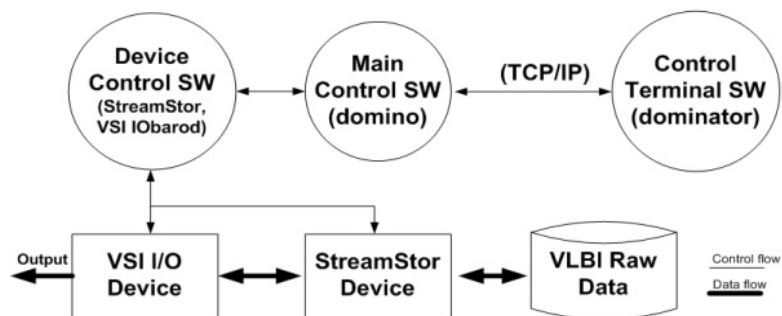 Device
Control SW
(StreamStor,
VSI IObarod)
Main
Control SW
(domino)
(TCP/IP)
Control
Terminal SW
(dominator)
Output
VSI I/O
Device
StreamStor
Device
VLBI Raw
Data
Control flow
Data flow